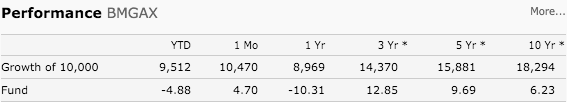 Performance BMGAX More...
YTD 1 Mo 1 Yr 3 Yr * 5 Yr * 10 Yr *
Growth of 10,000 9,512 10,470 8,969 14,370 15,881 18,294
Fund -4.88 4.70 -10.31 12.85 9.69 6.23